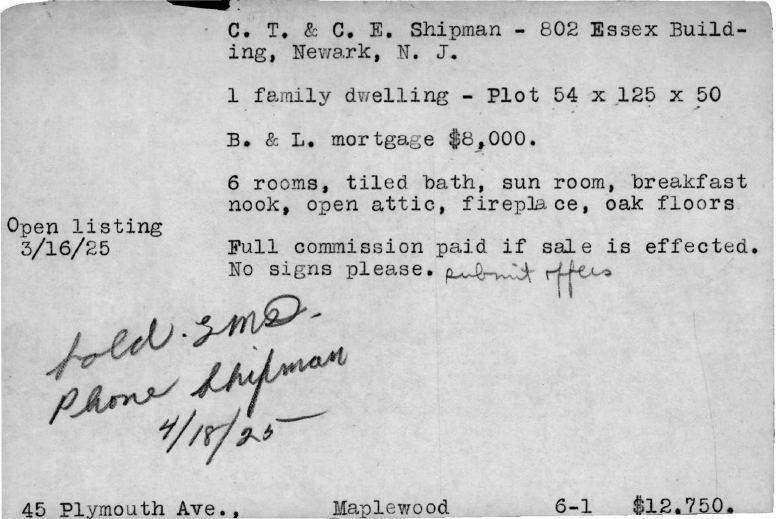 C. T. & C. E. Shipman - 802 Essex Build-
ing, Newark, N. J.
1 family dwelling - Plot 54 x 125 x 50
B. & L. mortgage $8,000.
6 rooms, tiled bath, sun room, breakfast
nook, open attic, fireplace, oak floors
Open listing
3/16/25
Full commission paid if sale is effected.
No signs please. submit offers
Sold.
Phone Shipman
4/18/25
45 Plymouth Ave., Maplewood 6-1 $12,750.